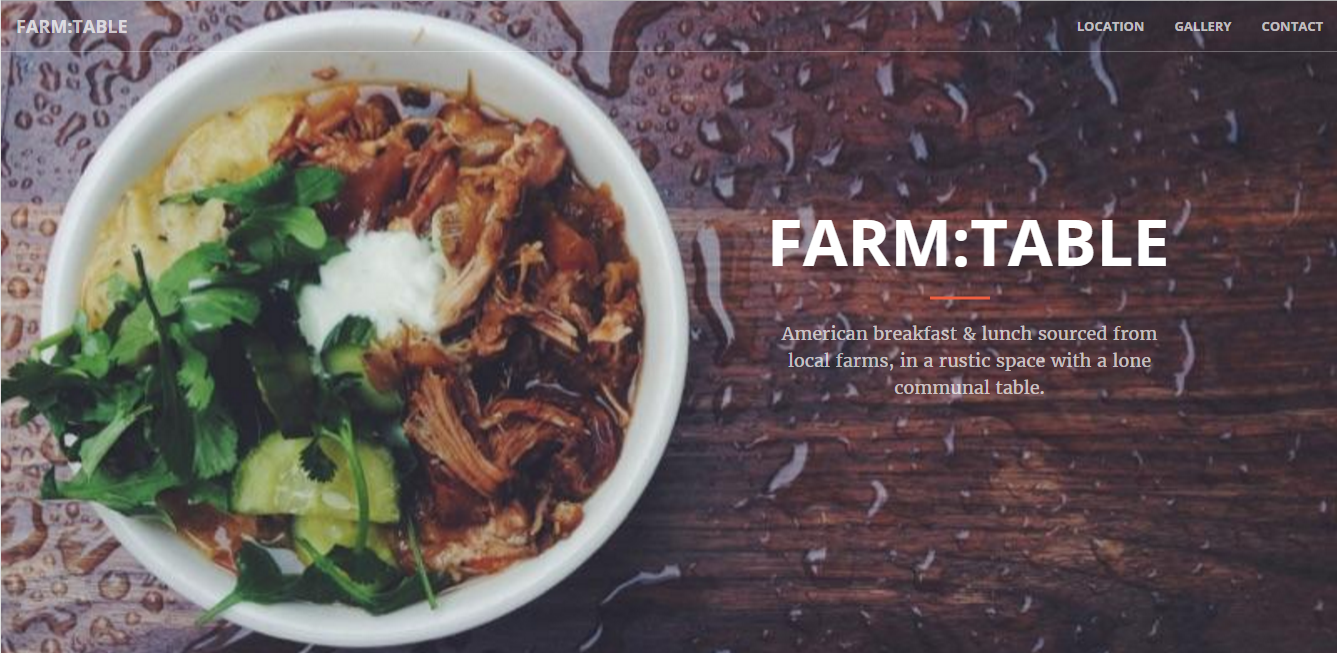 FARM:TABLE
LOCATION GALLERY CONTACT
FARM:TABLE
American breakfast & lunch sourced from
local farms, in a rustic space with a lone
communal table.